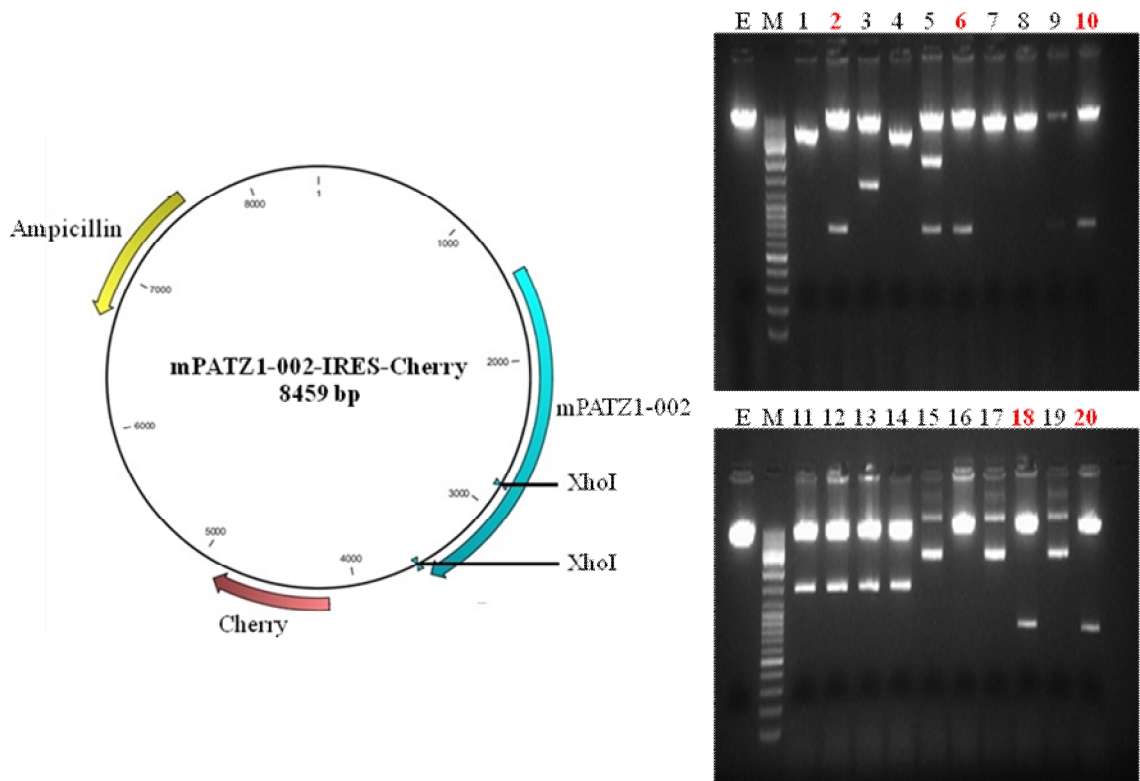 E M 1 2 3 4 5 6 7 8 9 10
Ampicillin
8000
1
1000
7000
mPATZ1-002-IRES-Cherry
8459 bp
2000
mPATZ1-002
6000
E M 11 12 13 14 15 16 17 18 19 20
XhoI
3000
5000
4000
XhoI
Cherry